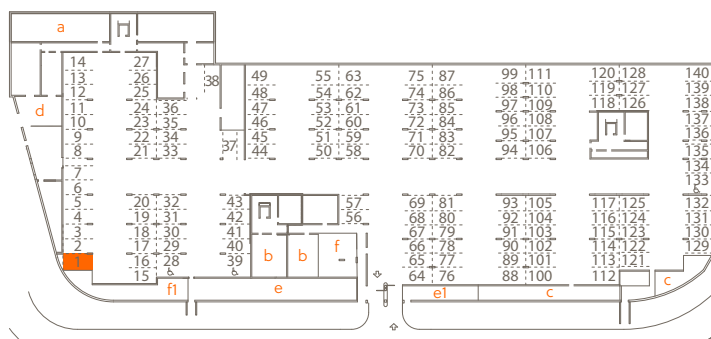 a
14 27 38 49 55 63 75 87 99 111 120 128 140
13 26 48 54 62 74 86 98 110 119 127 139
12 25 47 53 61 73 85 97 109 118 126 138
d 11 24 36 46 52 60 72 84 96 108 137
10 23 35 45 51 59 71 83 95 107 136
9 22 34 37 44 50 58 70 82 94 106 135
8 21 33 134
7 133
6
5 20 32 43 57 69 81 93 105 117 125 132
4 19 31 42 56 68 80 92 104 116 124 131
3 18 30 41 67 79 91 103 115 123 130
2 17 29 40 b b f 66 78 90 102 114 122 129
1 16 28 39 65 77 89 101 113 121
15 64 76 88 100 112 c
f1 e e1 c